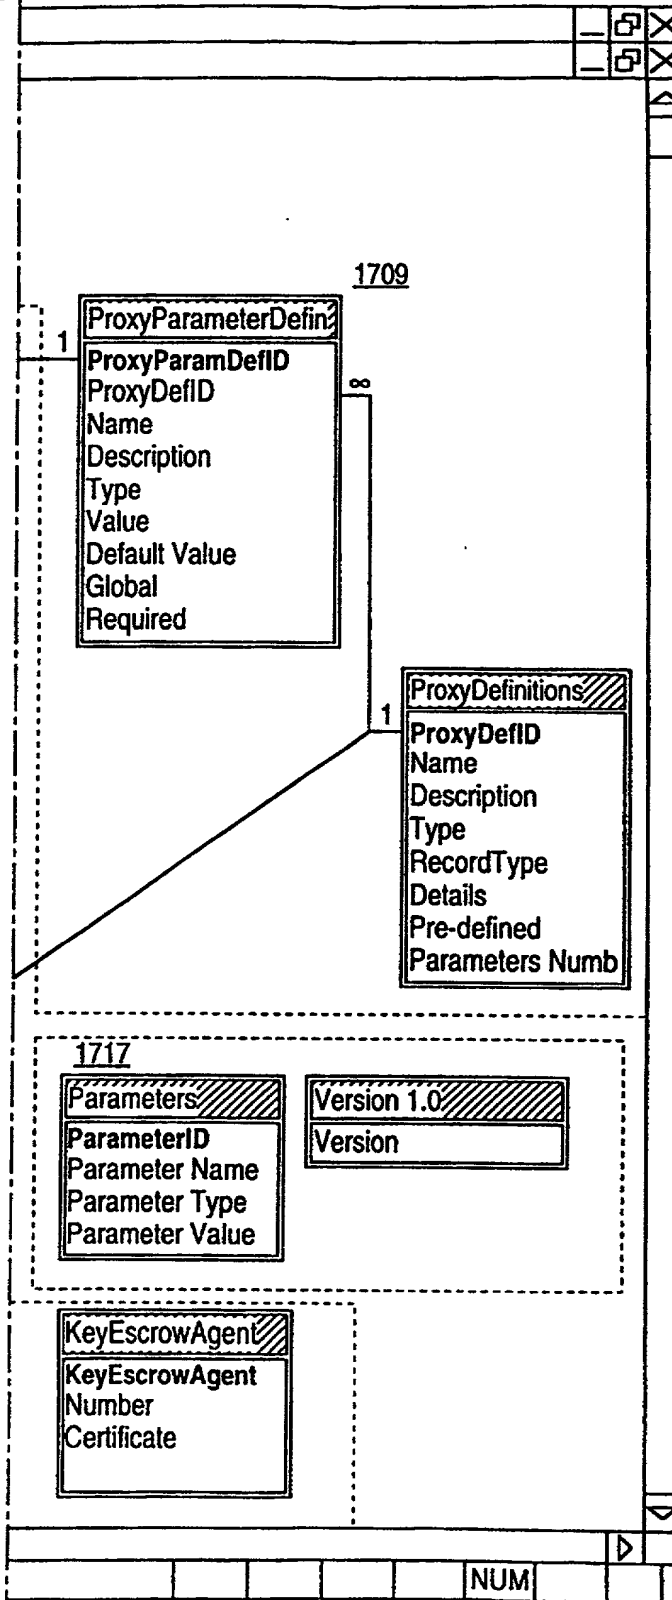 1709
ProxyParameterDefin
1
ProxyParamDefID
∞
ProxyDefID
Name
Description
Type
Value
Default Value
Global
Required
ProxyDefinitions
1
ProxyDefID
Name
Description
Type
RecordType
Details
Pre-defined
Parameters Numb
1717
Parameters
ParameterID
Parameter Name
Parameter Type
Parameter Value
Version 1.0
Version
KeyEscrowAgent
KeyEscrowAgent
Number
Certificate
NUM